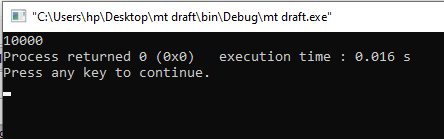 "C:\Users\hp\Desktop\mt draft\bin\Debug\mt draft.exe"
10000
Process returned 0 (0x0)   execution time : 0.016 s
Press any key to continue.